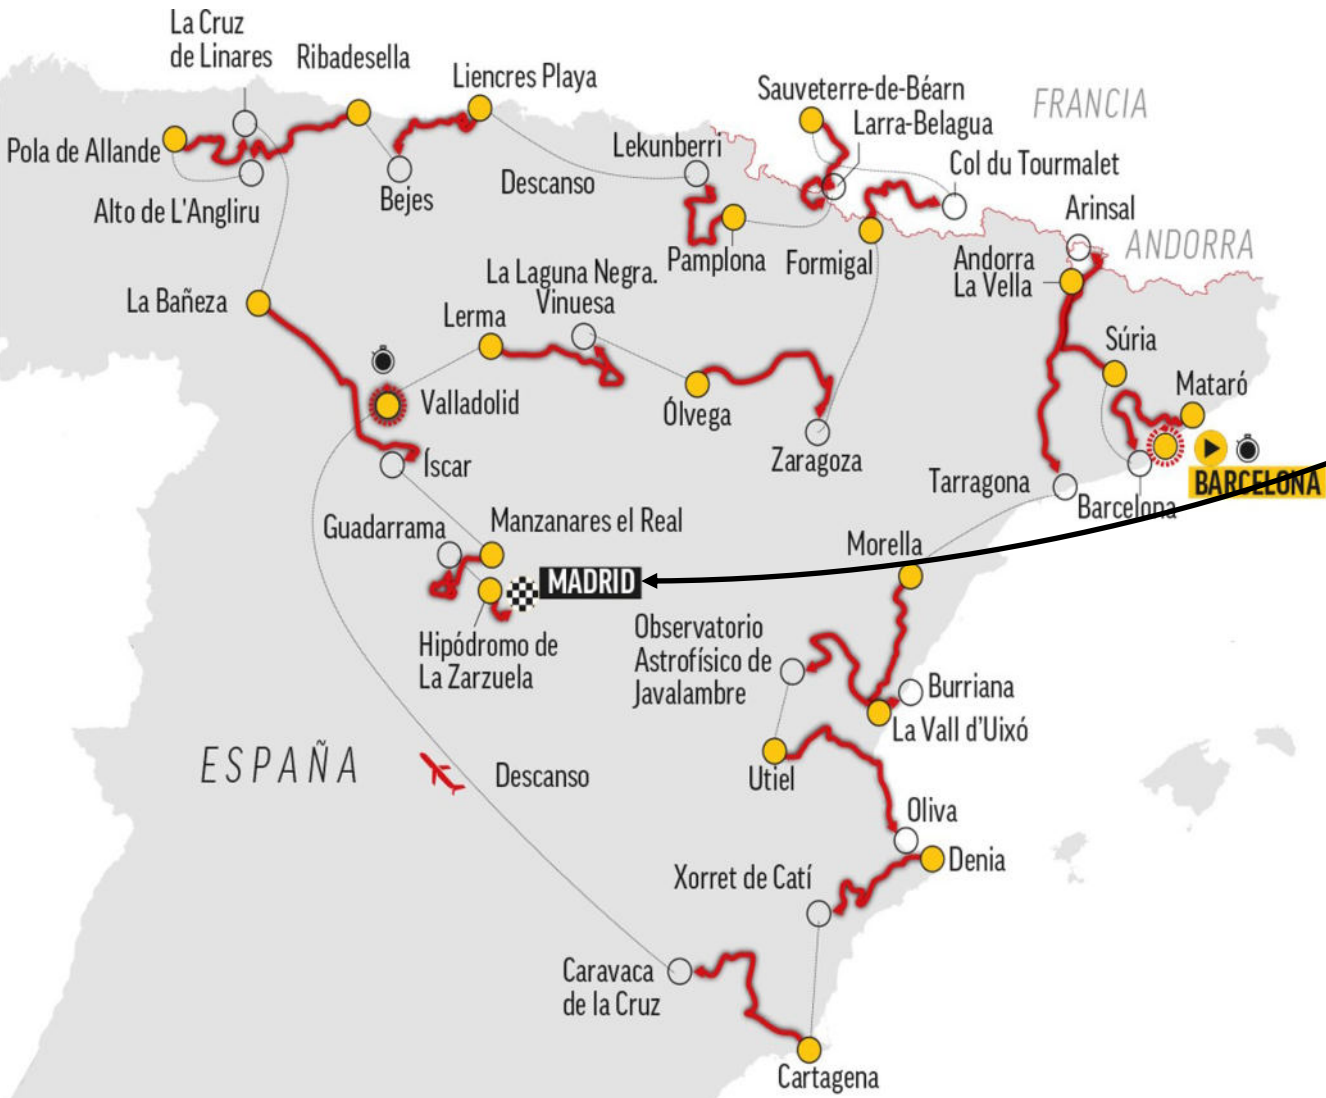 La Cruz
de Linares
Ribadesella
Liencres Playa
Sauveterre-de-Béarn
FRANCIA
Larra-Belagua
Pola de Allande
Lekunberri
Col du Tourmalet
Descanso
Bejes
Alto de L'Angliru
Arinsal
ANDORRA
Pamplona
Formigal
Andorra
La Vella
La Laguna Negra.
Vinuesa
La Bañeza
Lerma
Súria
Mataró
Valladolid
Ólvega
Zaragoza
Íscar
Tarragona
BARCELONA
Barcelona
Guadarrama
Manzanares el Real
Morella
MADRID
Hipódromo de
La Zarzuela
Observatorio
Astrofísico de
Javalambre
Burriana
La Vall d'Uixó
ESPAÑA
Descanso
Utiel
Oliva
Denia
Xorret de Catí
Caravaca
de la Cruz
Cartagena